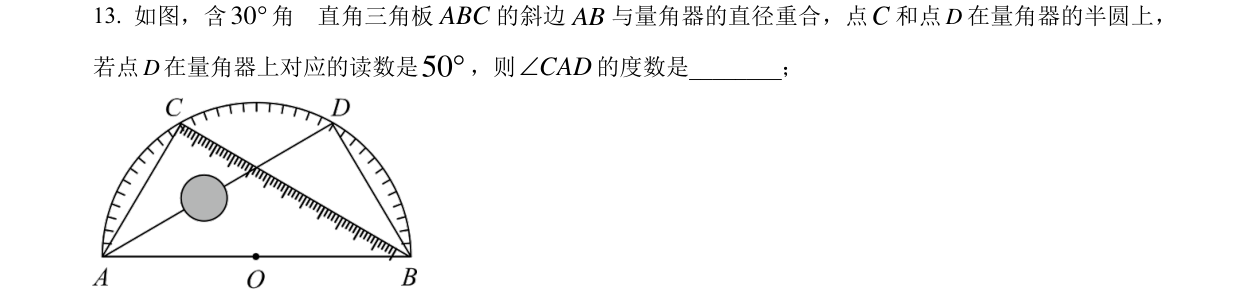 13. 如图，含30°角 直角三角板ABC的斜边AB与量角器的直径重合，点C和点D在量角器的半圆上，
若点D在量角器上对应的读数是50°，则∠CAD的度数是________；
C D
A O B